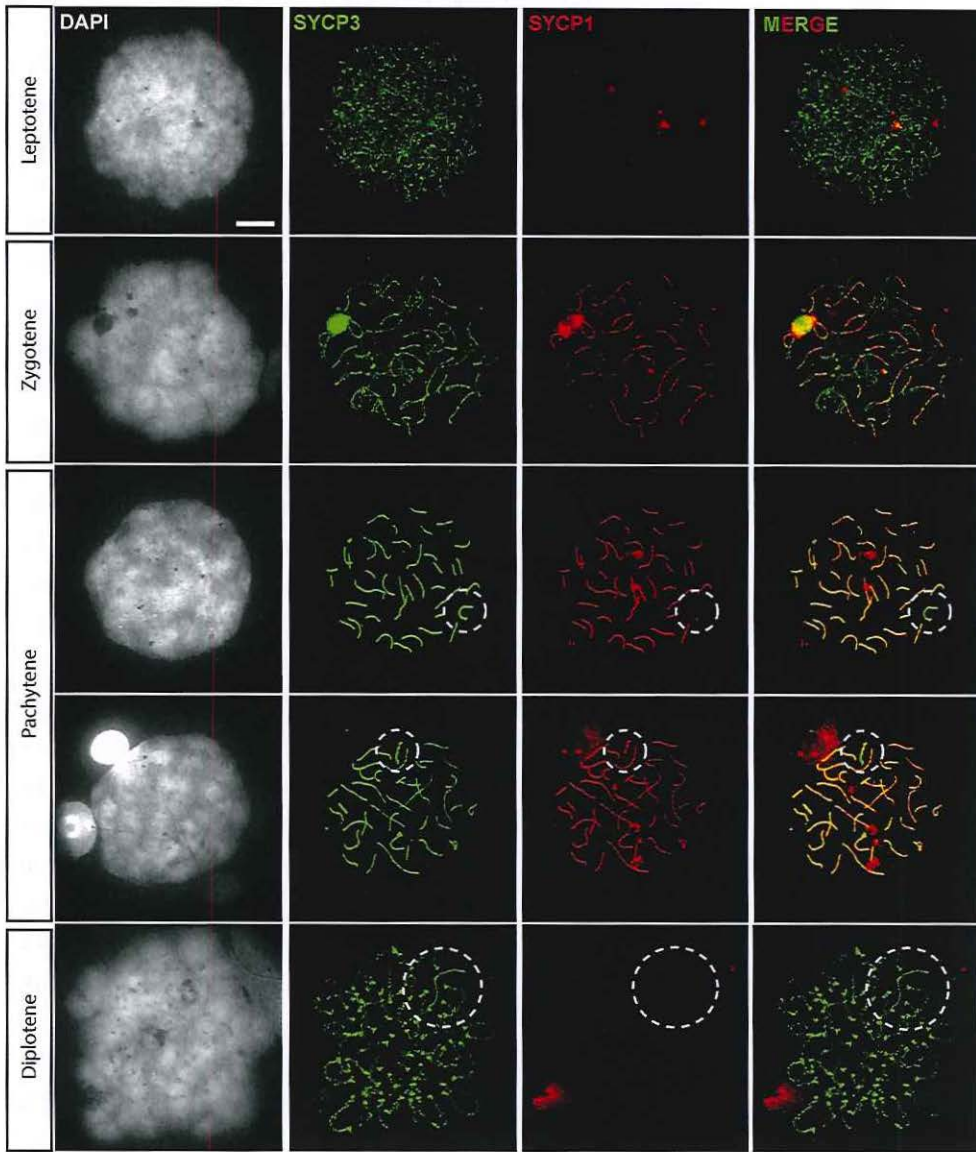 DAPI
SYCP3
SYCP1
MERGE
Leptotene
Zygotene
Pachytene
Diplotene